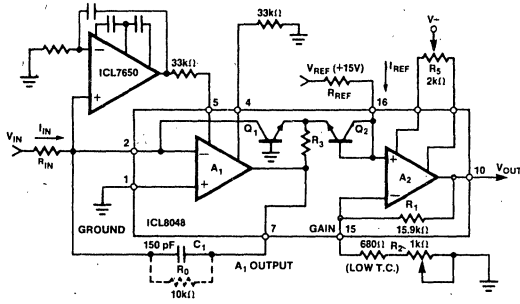 33kΩ
V−
ICL7650
33kΩ
VREF (+15V)
IREF
R5
2kΩ
RREF
5
4
16
VIN
IIN
RIN
Q1
Q2
2
R3
A1
A2
10
VOUT
1
R1
15.9kΩ
GROUND
ICL8048
7
GAIN
15
150 pF
C1
680Ω
R2
1kΩ
R0
10kΩ
A1 OUTPUT
(LOW T.C.)